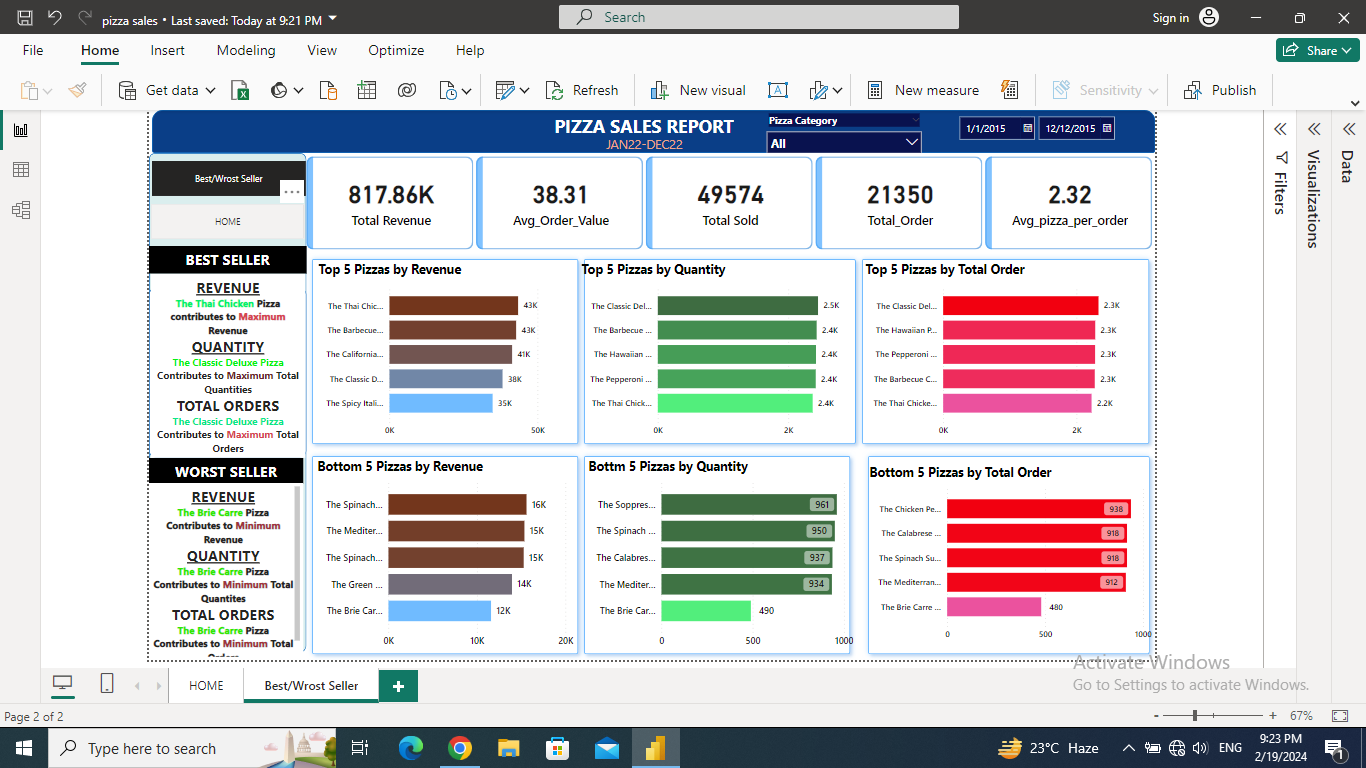 pizza sales • Last saved: Today at 9:21 PM
Search
Sign in
File Home Insert Modeling View Optimize Help
Share
Get data
Refresh
New visual
New measure
Sensitivity
Publish
PIZZA SALES REPORT
JAN22-DEC22
Pizza Category
All
1/1/2015
12/12/2015
Filters
Visualizations
Data
Best/Wrost Seller
HOME
817.86K
Total Revenue
38.31
Avg_Order_Value
49574
Total Sold
21350
Total_Order
2.32
Avg_pizza_per_order
BEST SELLER
REVENUE
The Thai Chicken Pizza
contributes to Maximum
Revenue
QUANTITY
The Classic Deluxe Pizza
Contributes to Maximum Total
Quantities
TOTAL ORDERS
The Classic Deluxe Pizza
Contributes to Maximum Total
Orders
WORST SELLER
REVENUE
The Brie Carre Pizza
Contributes to Minimum
Revenue
QUANTITY
The Brie Carre Pizza
Contributes to Minimum Total
Quantites
TOTAL ORDERS
The Brie Carre Pizza
Contributes to Minimum Total
Top 5 Pizzas by Revenue
The Thai Chic... 43K
The Barbecue... 43K
The California... 41K
The Classic D... 38K
The Spicy Itali... 35K
0K 50K
Top 5 Pizzas by Quantity
The Classic Del... 2.5K
The Barbecue ... 2.4K
The Hawaiian ... 2.4K
The Pepperoni ... 2.4K
The Thai Chick... 2.4K
0K 2K
Top 5 Pizzas by Total Order
The Classic Del... 2.3K
The Hawaiian P... 2.3K
The Pepperoni ... 2.3K
The Barbecue C... 2.3K
The Thai Chicke... 2.2K
0K 2K
Bottom 5 Pizzas by Revenue
The Spinach... 16K
The Mediter... 15K
The Spinach... 15K
The Green ... 14K
The Brie Car... 12K
0K 10K 20K
Bottm 5 Pizzas by Quantity
The Soppres... 961
The Spinach ... 950
The Calabres... 937
The Mediter... 934
The Brie Car... 490
0 500 1000
Bottom 5 Pizzas by Total Order
The Chicken Pe... 938
The Calabrese ... 918
The Spinach Su... 918
The Mediterran... 912
The Brie Carre ... 480
0 500 1000
Activate Windows
Go to Settings to activate Windows.
HOME
Best/Wrost Seller
Page 2 of 2
67%
Type here to search
23°C Haze
ENG
9:23 PM
2/19/2024
1